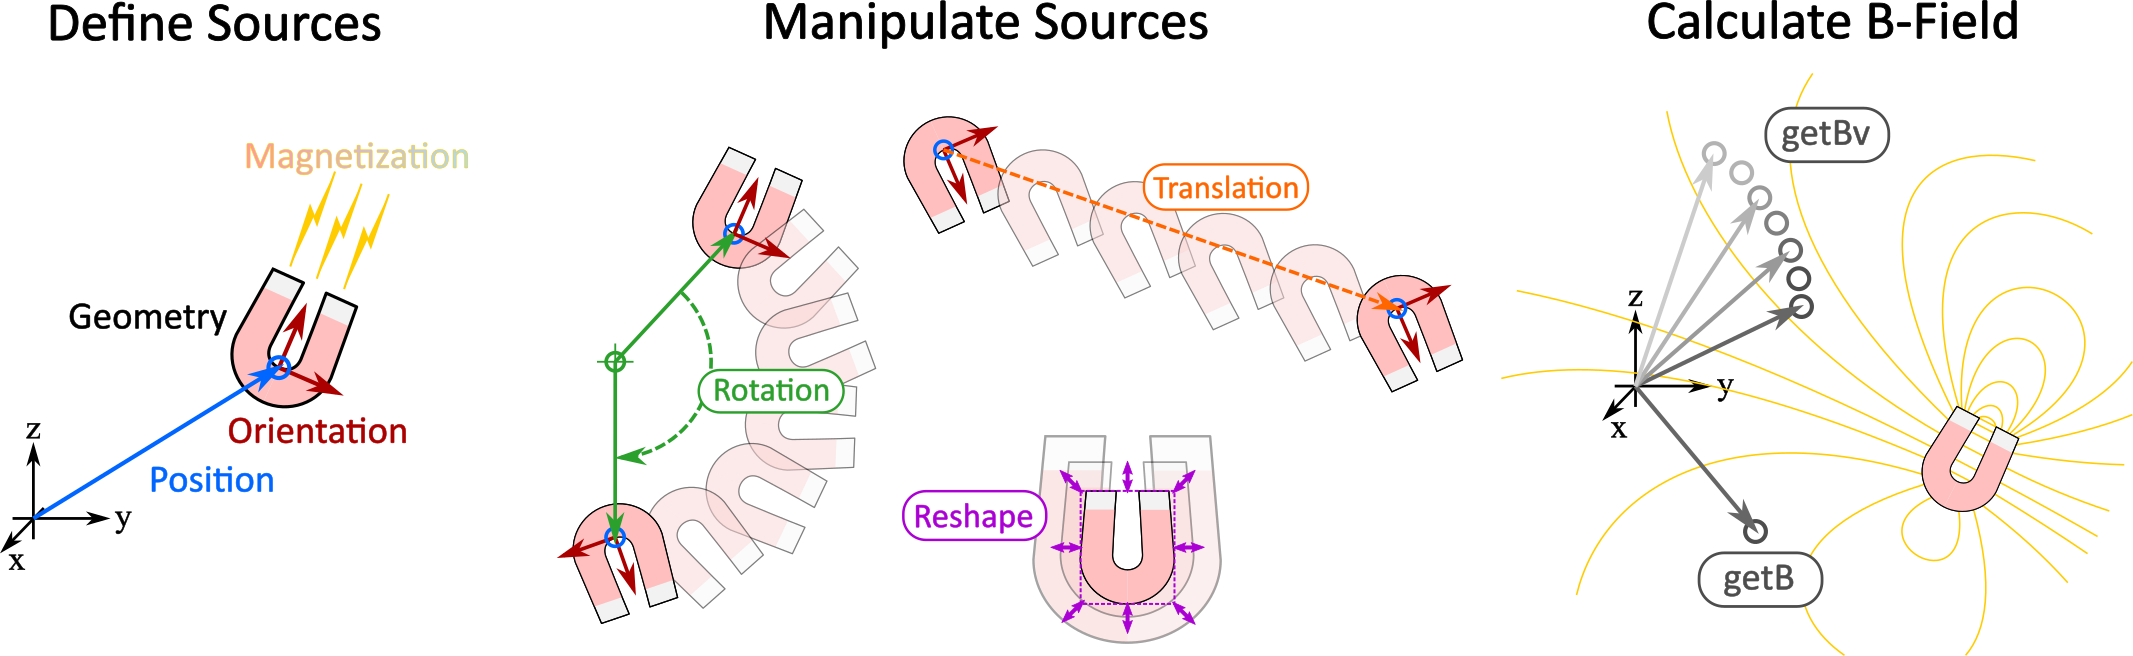 Define Sources
Manipulate Sources
Calculate B-Field
Magnetization
Geometry
Orientation
Position
z
y
x
Rotation
Translation
Reshape
getBv
z
y
x
getB